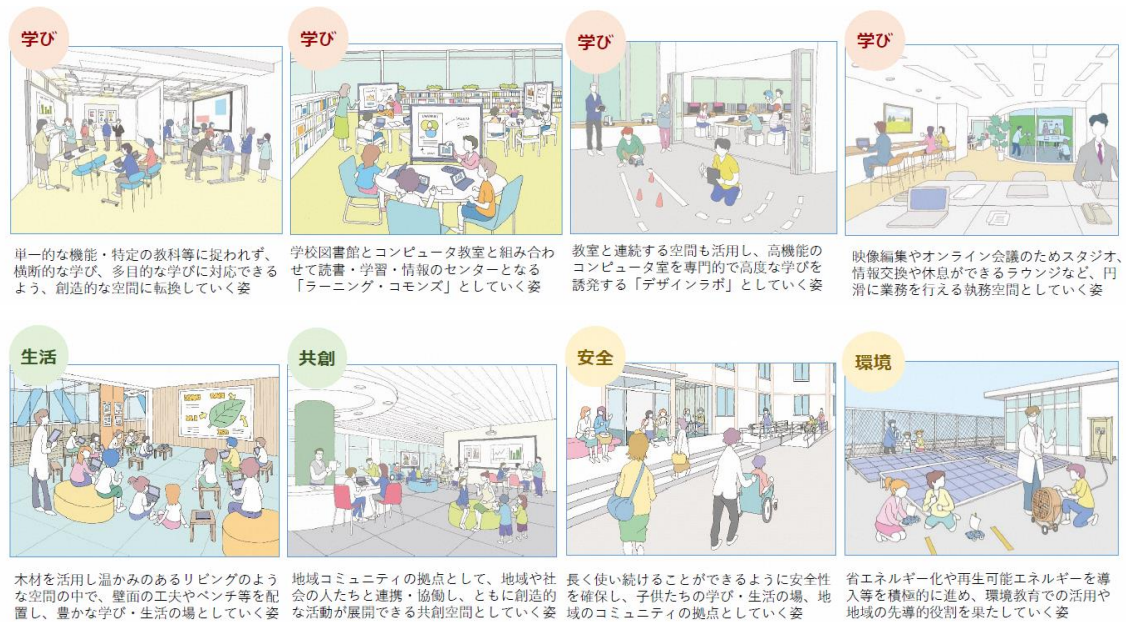 学び
単一的な機能・特定の教科等に捉われず、
横断的な学び、多目的な学びに対応できる
よう、創造的な空間に転換していく姿
学び
学校図書館とコンピュータ教室と組み合わ
せて読書・学習・情報のセンターとなる
「ラーニング・コモンズ」としていく姿
学び
教室と連続する空間も活用し、高機能の
コンピュータ室を専門的で高度な学びを
誘発する「デザインラボ」としていく姿
学び
映像編集やオンライン会議のためスタジオ、
情報交換や休息ができるラウンジなど、円
滑に業務を行える執務空間としていく姿
生活
木材を活用し温かみのあるリビングのよう
な空間の中で、壁面の工夫やベンチ等を配
置し、豊かな学び・生活の場としていく姿
共創
地域コミュニティの拠点として、地域や社
会の人たちと連携・協働し、ともに創造的
な活動が展開できる共創空間としていく姿
安全
長く使い続けることができるように安全性
を確保し、子供たちの学び・生活の場、地
域のコミュニティの拠点としていく姿
環境
省エネルギー化や再生可能エネルギーを導
入等を積極的に進め、環境教育での活用や
地域の先導的役割を果たしていく姿